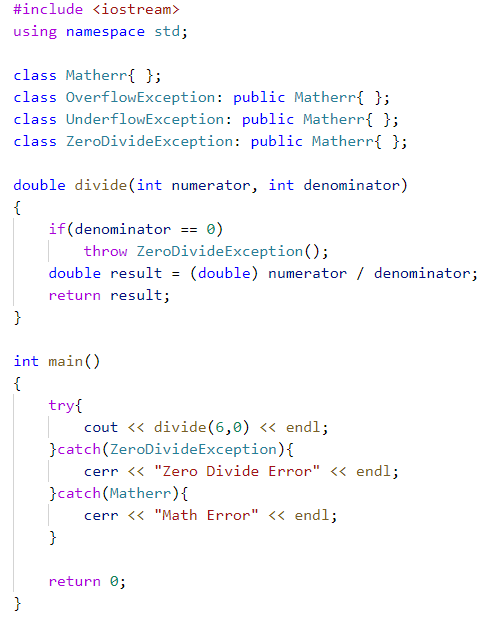 #include <iostream>
using namespace std;

class Matherr{ };
class OverflowException: public Matherr{ };
class UnderflowException: public Matherr{ };
class ZeroDivideException: public Matherr{ };

double divide(int numerator, int denominator)
{
    if(denominator == 0)
        throw ZeroDivideException();
    double result = (double) numerator / denominator;
    return result;
}

int main()
{
    try{
        cout << divide(6,0) << endl;
    }catch(ZeroDivideException){
        cerr << "Zero Divide Error" << endl;
    }catch(Matherr){
        cerr << "Math Error" << endl;
    }

    return 0;
}